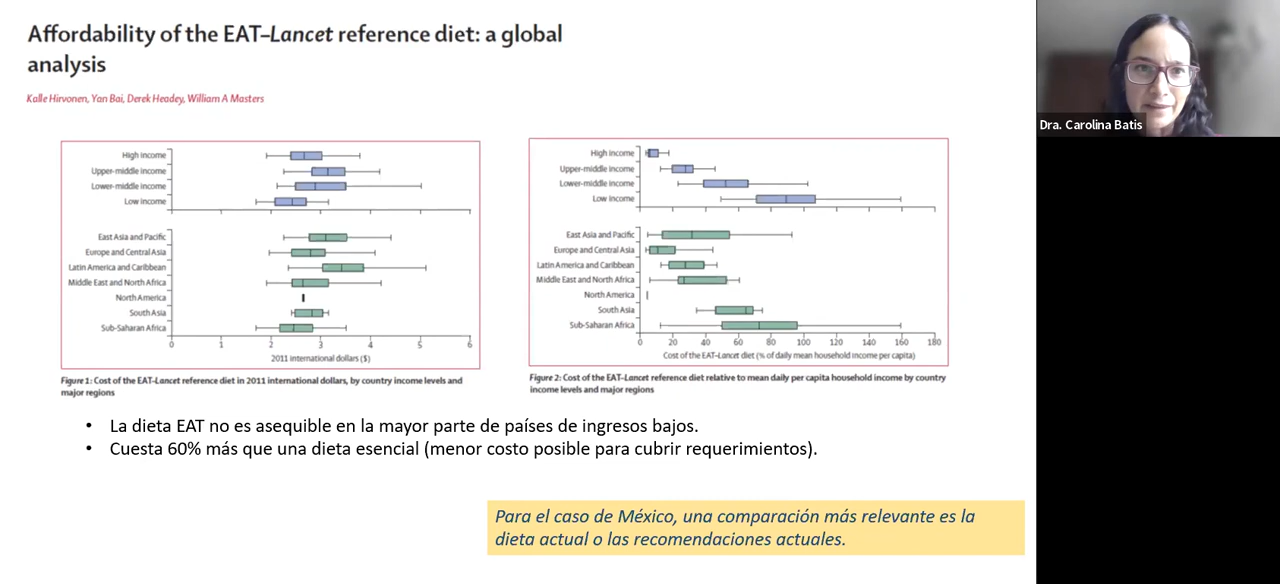 Affordability of the EAT–Lancet reference diet: a global
analysis
Kalle Hirvonen, Yan Bai, Derek Headey, William A Masters
High income
Upper-middle income
Lower-middle income
Low income
East Asia and Pacific
Europe and Central Asia
Latin America and Caribbean
Middle East and North Africa
North America
South Asia
Sub-Saharan Africa
0 1 2 3 4 5 6
2011 international dollars ($)
Figure 1: Cost of the EAT–Lancet reference diet in 2011 international dollars, by country income levels and
major regions
High income
Upper-middle income
Lower-middle income
Low income
East Asia and Pacific
Europe and Central Asia
Latin America and Caribbean
Middle East and North Africa
North America
South Asia
Sub-Saharan Africa
0 20 40 60 80 100 120 140 160 180
Cost of the EAT–Lancet diet (% of daily mean household income per capita)
Figure 2: Cost of the EAT–Lancet reference diet relative to mean daily per capita household income by country
income levels and major regions
• La dieta EAT no es asequible en la mayor parte de países de ingresos bajos.
• Cuesta 60% más que una dieta esencial (menor costo posible para cubrir requerimientos).
Para el caso de México, una comparación más relevante es la
dieta actual o las recomendaciones actuales.
Dra. Carolina Batis